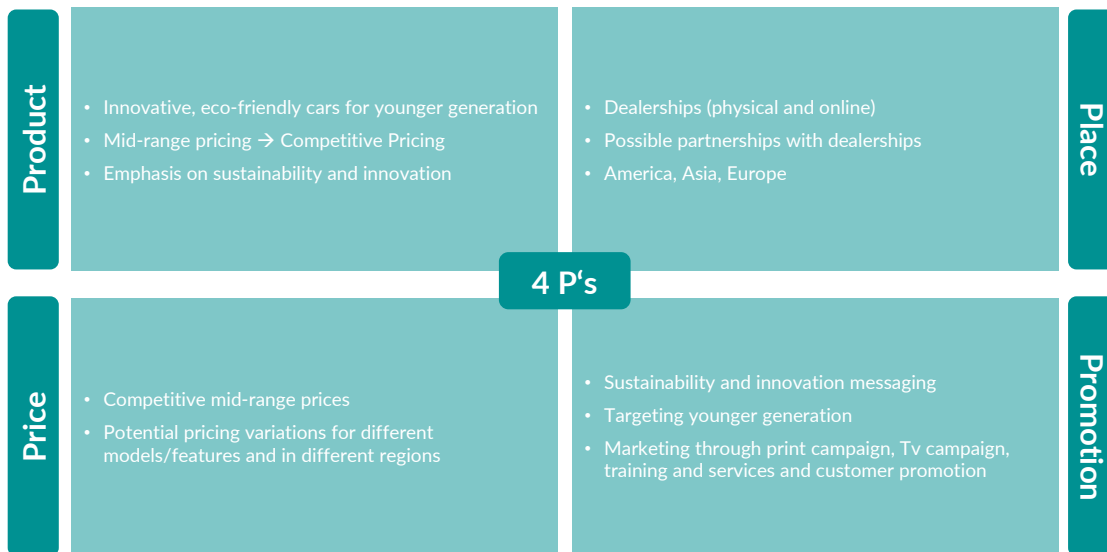 Product
• Innovative, eco-friendly cars for younger generation
• Mid-range pricing → Competitive Pricing
• Emphasis on sustainability and innovation
Place
• Dealerships (physical and online)
• Possible partnerships with dealerships
• America, Asia, Europe
4 P‘s
Price
• Competitive mid-range prices
• Potential pricing variations for different
models/features and in different regions
Promotion
• Sustainability and innovation messaging
• Targeting younger generation
• Marketing through print campaign, Tv campaign,
training and services and customer promotion